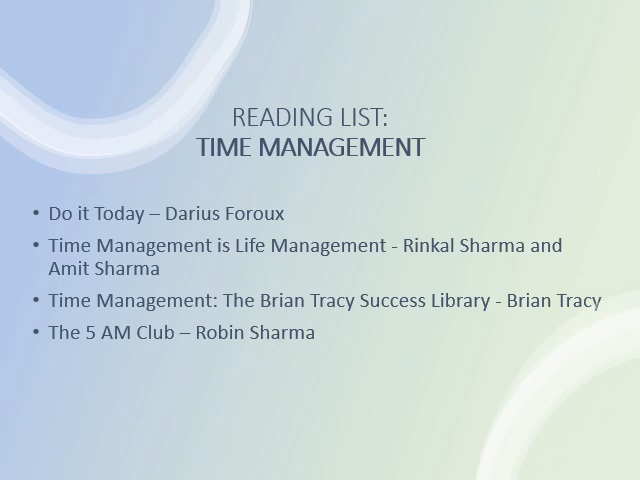 READING LIST:
TIME MANAGEMENT
• Do it Today – Darius Foroux
• Time Management is Life Management - Rinkal Sharma and
Amit Sharma
• Time Management: The Brian Tracy Success Library - Brian Tracy
• The 5 AM Club – Robin Sharma